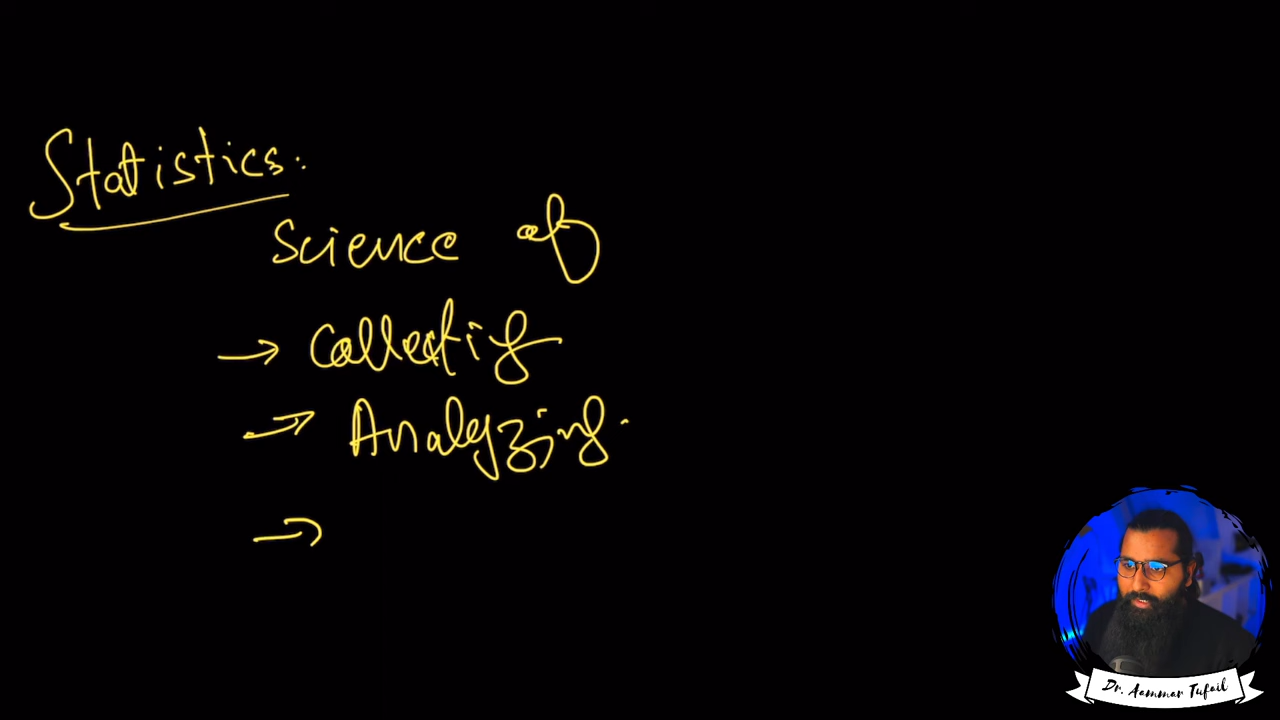 Statistics:
Science of
→ Collecting
→ Analyzing.
→
Dr. Aammar Tufail